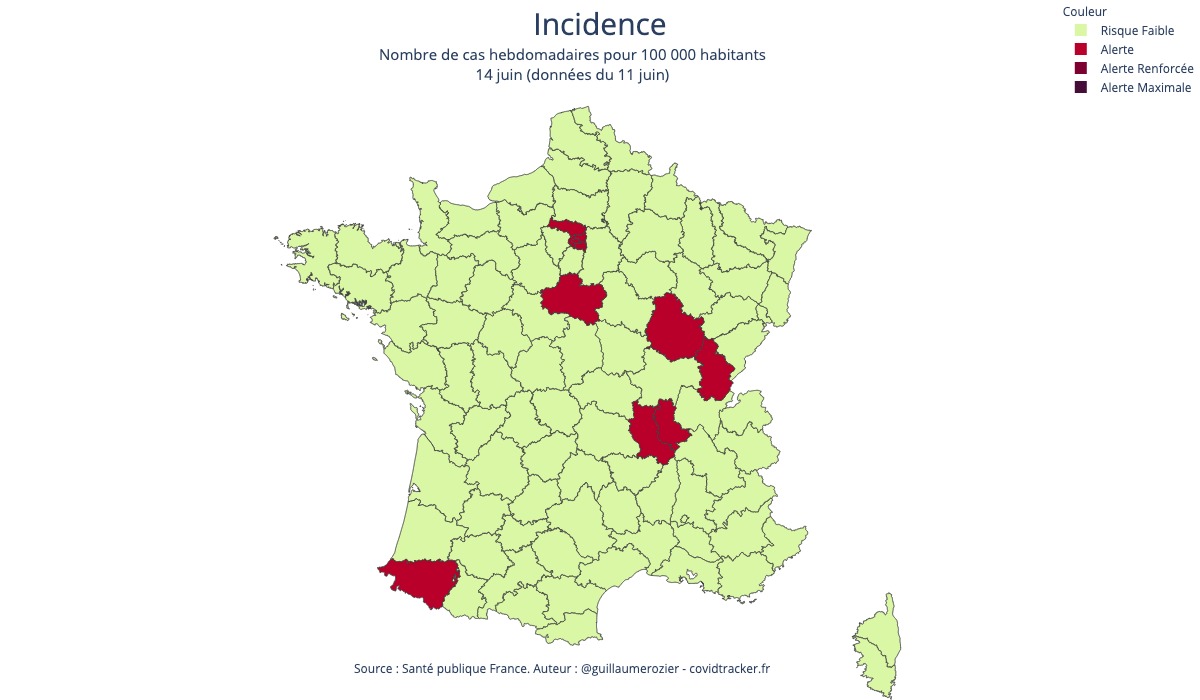 Incidence
Nombre de cas hebdomadaires pour 100 000 habitants
14 juin (données du 11 juin)
Couleur
Risque Faible
Alerte
Alerte Renforcée
Alerte Maximale
Source : Santé publique France. Auteur : @guillaumerozier - covidtracker.fr